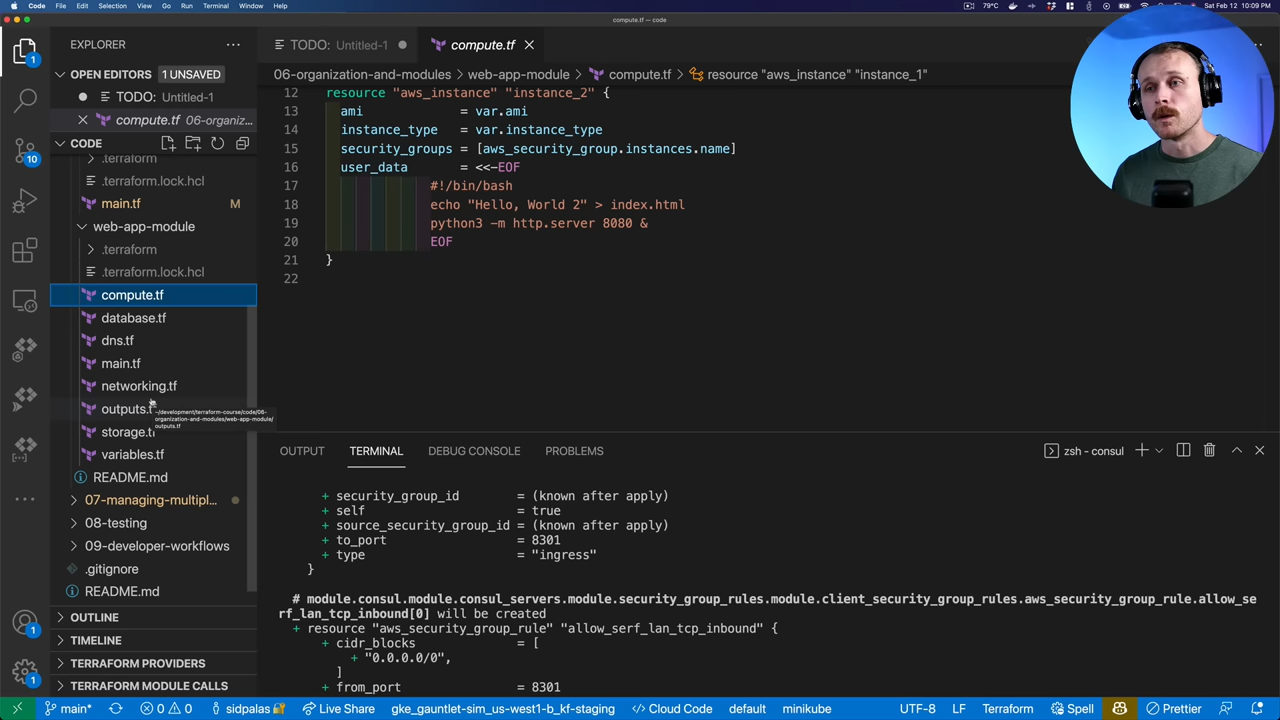 Code File Edit Selection View Go Run Terminal Window Help
79°C Sat Feb 12 10:09 PM
compute.tf — code
EXPLORER
OPEN EDITORS 1 UNSAVED
TODO: Untitled-1
compute.tf 06-organiz...
CODE
.terraform
.terraform.lock.hcl
main.tf M
web-app-module
.terraform
.terraform.lock.hcl
compute.tf
database.tf
dns.tf
main.tf
networking.tf
outputs.t
~/development/terraform-course/code/06-
organization-and-modules/web-app-module/
outputs.tf
storage.tf
variables.tf
README.md
07-managing-multipl...
08-testing
09-developer-workflows
.gitignore
README.md
OUTLINE
TIMELINE
TERRAFORM PROVIDERS
TERRAFORM MODULE CALLS
1
10
1
1
TODO: Untitled-1
compute.tf
06-organization-and-modules > web-app-module > compute.tf > resource "aws_instance" "instance_1"
12 resource "aws_instance" "instance_2" {
13 ami = var.ami
14 instance_type = var.instance_type
15 security_groups = [aws_security_group.instances.name]
16 user_data = <<-EOF
17 #!/bin/bash
18 echo "Hello, World 2" > index.html
19 python3 -m http.server 8080 &
20 EOF
21 }
22
OUTPUT TERMINAL DEBUG CONSOLE PROBLEMS
zsh - consul
+ security_group_id = (known after apply)
+ self = true
+ source_security_group_id = (known after apply)
+ to_port = 8301
+ type = "ingress"
}
# module.consul.module.consul_servers.module.security_group_rules.module.client_security_group_rules.aws_security_group_rule.allow_se
rf_lan_tcp_inbound[0] will be created
+ resource "aws_security_group_rule" "allow_serf_lan_tcp_inbound" {
+ cidr_blocks = [
+ "0.0.0.0/0",
]
+ from_port = 8301
main* 0 0 sidpalas Live Share gke_gauntlet-sim_us-west1-b_kf-staging Cloud Code default minikube UTF-8 LF Terraform Spell Prettier